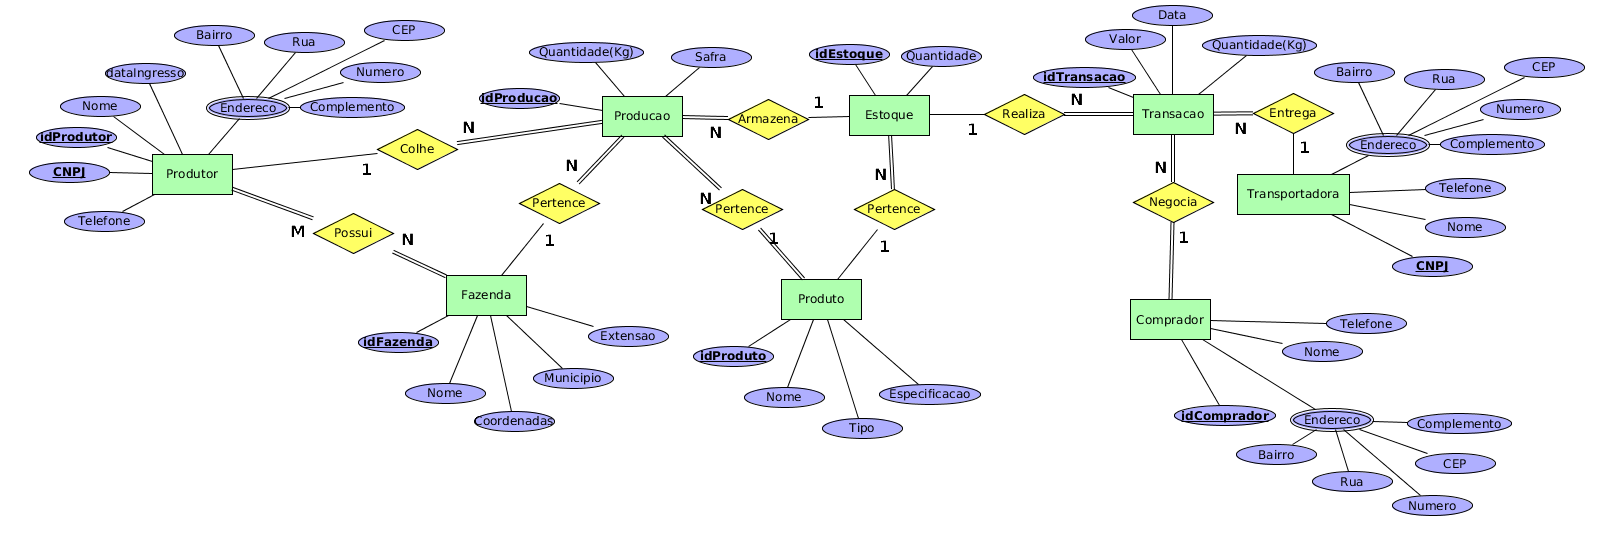 Data
CEP
Bairro
Rua
Valor
Quantidade(Kg)
Quantidade(Kg)
Safra
idEstoque
Quantidade
CEP
dataIngresso
Numero
idTransacao
Bairro
Rua
Nome
Endereco
Complemento
idProducao
Numero
idProdutor
N
Colhe
1
Producao
N
Armazena
1
Estoque
1
Realiza
N
Transacao
N
Entrega
1
Endereco
Complemento
CNPJ
Produtor
1
N
N
N
Telefone
Telefone
M
Possui
N
Pertence
1
N
Pertence
1
Pertence
1
Negocia
1
Transportadora
Nome
CNPJ
Fazenda
Produto
Comprador
Telefone
idFazenda
Extensao
idProduto
Nome
Nome
Municipio
Coordenadas
Nome
Tipo
Especificacao
idComprador
Endereco
Complemento
Bairro
CEP
Rua
Numero